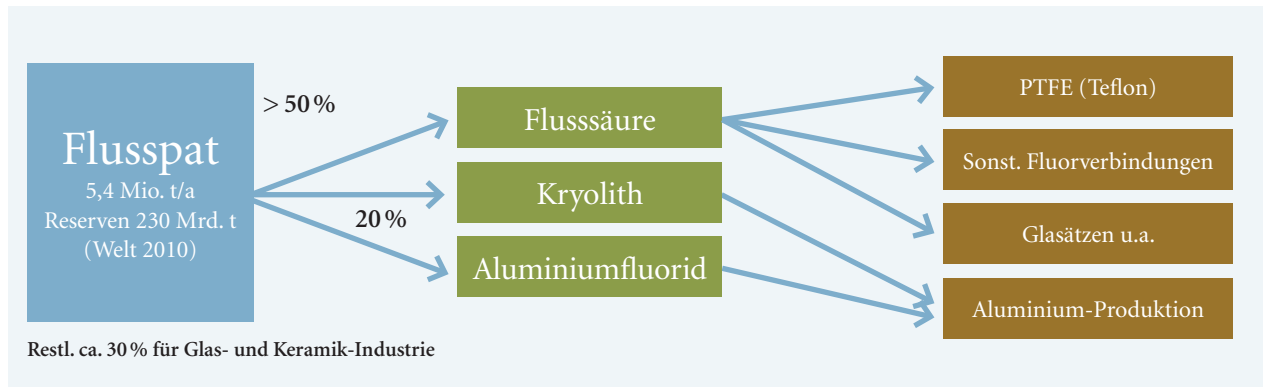 Flusspat
5,4 Mio. t/a
Reserven 230 Mrd. t
(Welt 2010)
> 50 %
20 %
Flusssäure
Kryolith
Aluminiumfluorid
PTFE (Teflon)
Sonst. Fluorverbindungen
Glasätzen u.a.
Aluminium-Produktion
Restl. ca. 30 % für Glas- und Keramik-Industrie